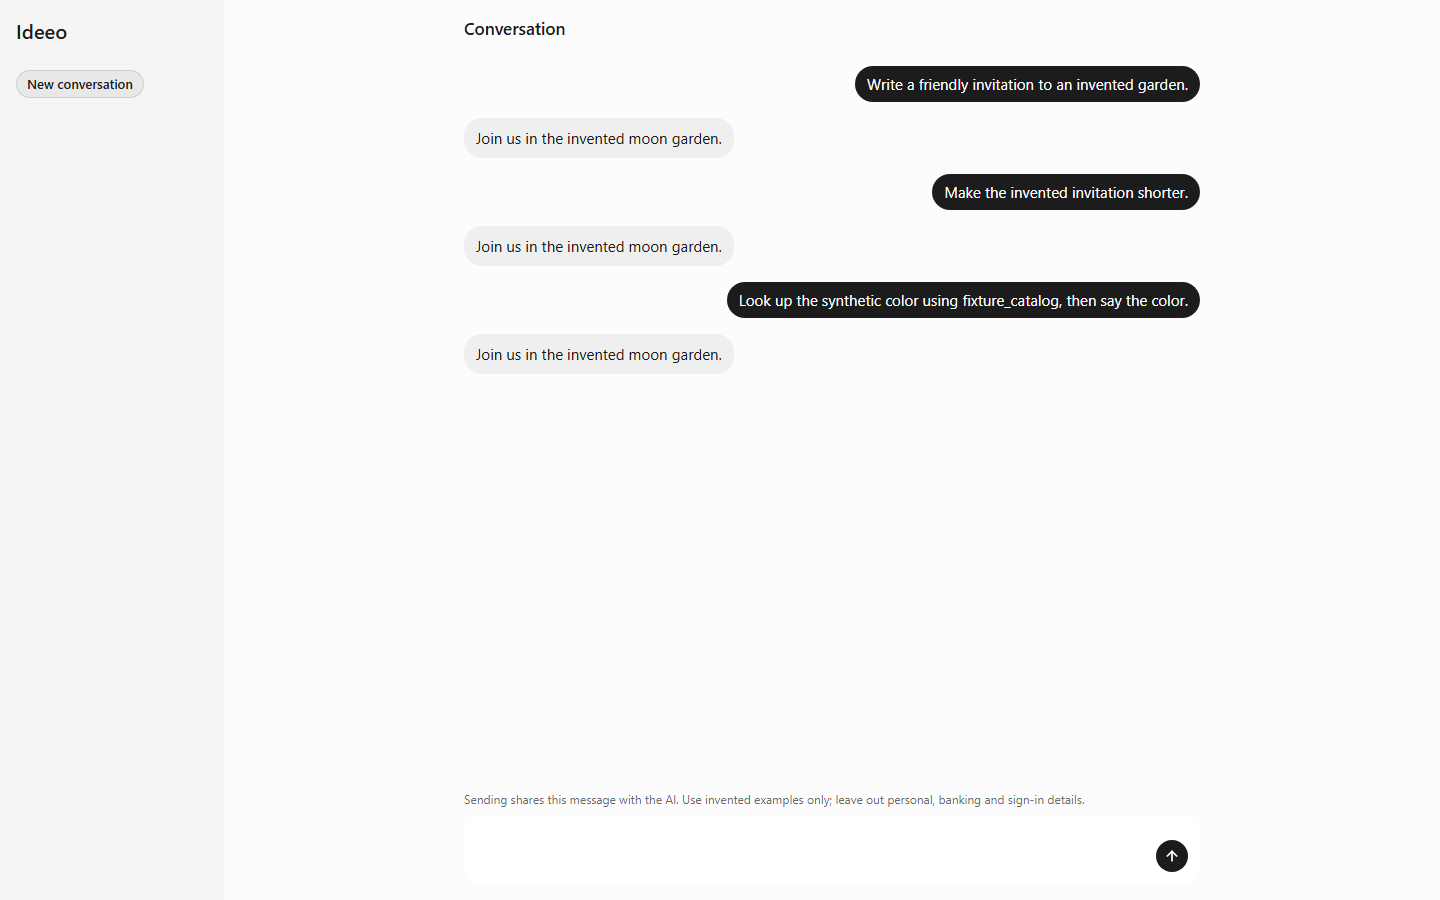 Ideeo
New conversation
Conversation
Write a friendly invitation to an invented garden.
Join us in the invented moon garden.
Make the invented invitation shorter.
Join us in the invented moon garden.
Look up the synthetic color using fixture_catalog, then say the color.
Join us in the invented moon garden.
Sending shares this message with the AI. Use invented examples only; leave out personal, banking and sign-in details.